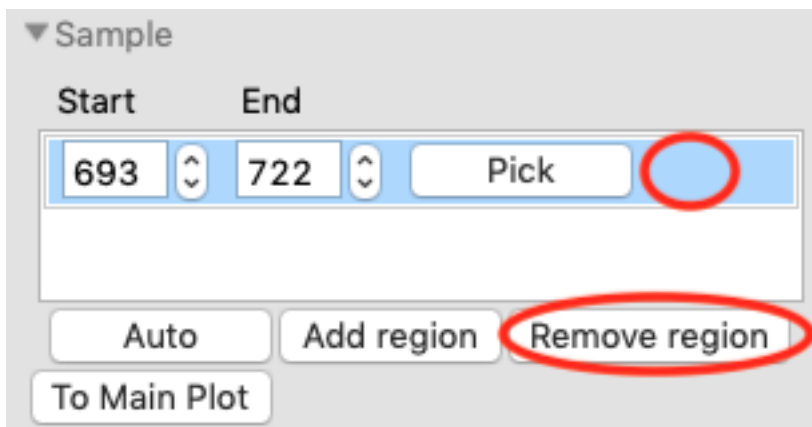 Sample
Start End
693 722 Pick
Auto Add region Remove region
To Main Plot